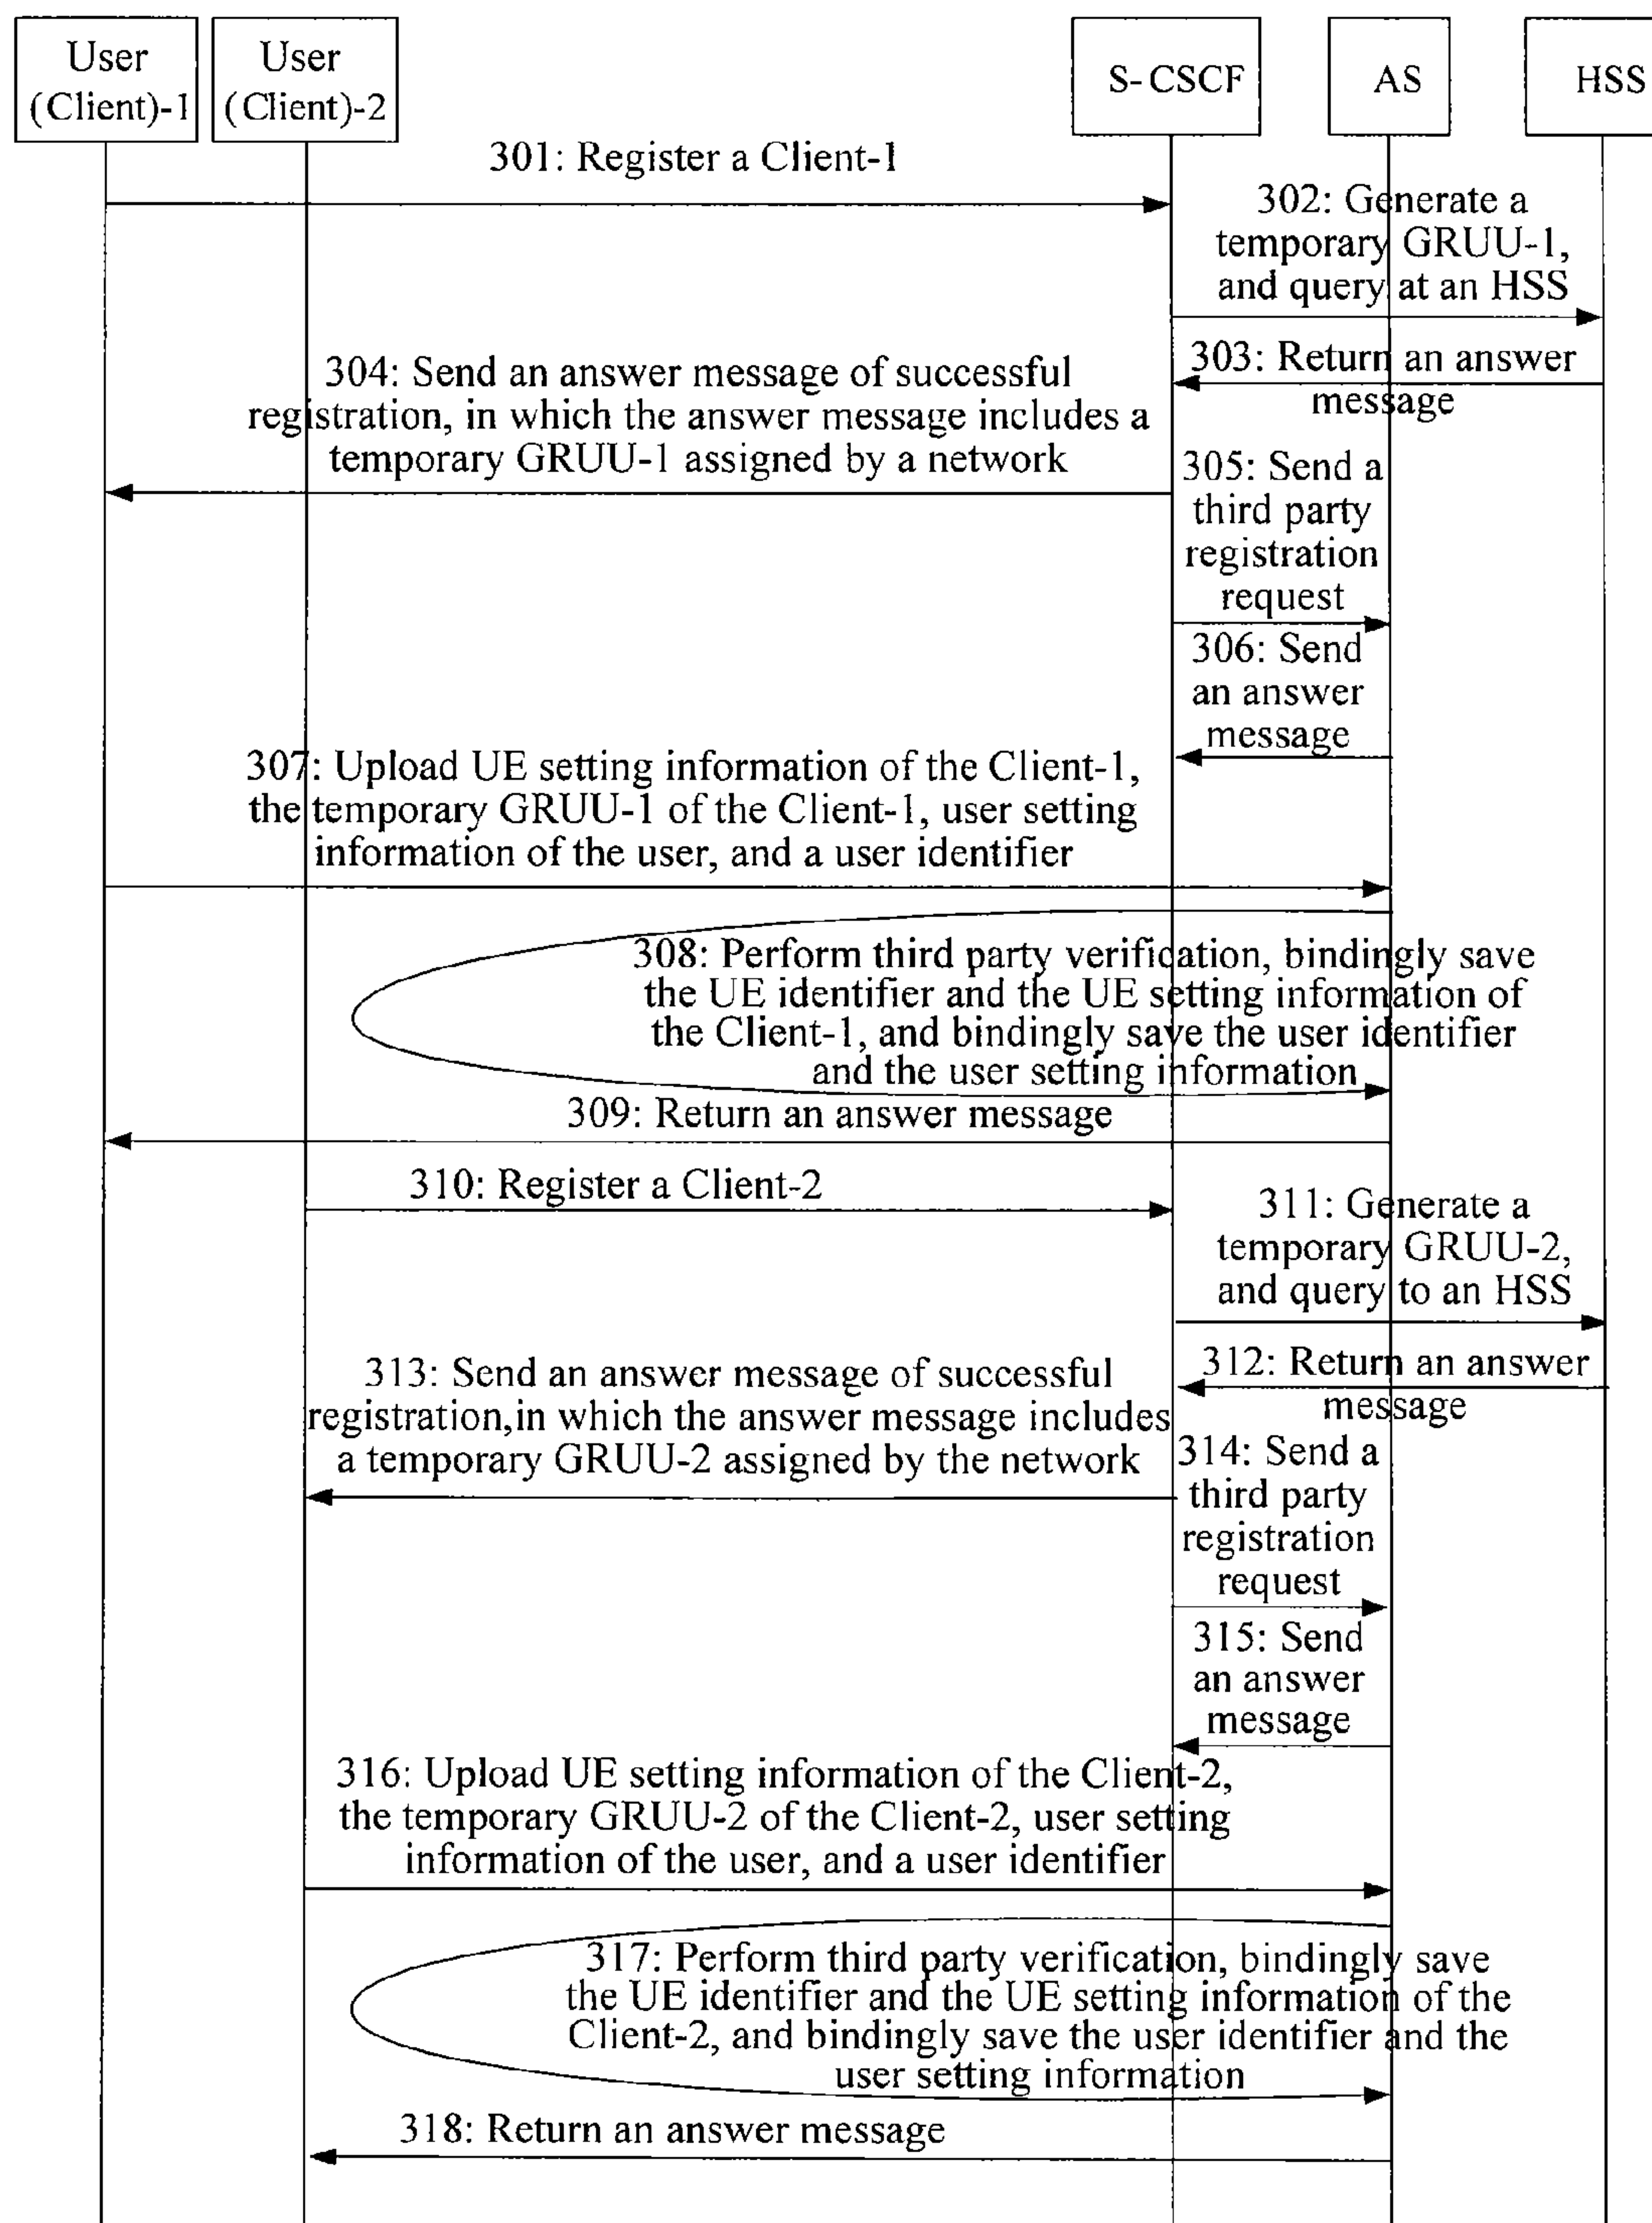 User
(Client)-1
User
(Client)-2
S-CSCF
AS
HSS
301: Register a Client-1
302: Generate a
temporary GRUU-1,
and query at an HSS
303: Return an answer
message
304: Send an answer message of successful
registration, in which the answer message includes a
temporary GRUU-1 assigned by a network
305: Send a
third party
registration
request
306: Send
an answer
message
307: Upload UE setting information of the Client-1,
the temporary GRUU-1 of the Client-1, user setting
information of the user, and a user identifier
308: Perform third party verification, bindingly save
the UE identifier and the UE setting information of
the Client-1, and bindingly save the user identifier
and the user setting information
309: Return an answer message
310: Register a Client-2
311: Generate a
temporary GRUU-2,
and query to an HSS
312: Return an answer
message
313: Send an answer message of successful
registration,in which the answer message includes
a temporary GRUU-2 assigned by the network
314: Send a
third party
registration
request
315: Send
an answer
message
316: Upload UE setting information of the Client-2,
the temporary GRUU-2 of the Client-2, user setting
information of the user, and a user identifier
317: Perform third party verification, bindingly save
the UE identifier and the UE setting information of the
Client-2, and bindingly save the user identifier and the
user setting information
318: Return an answer message